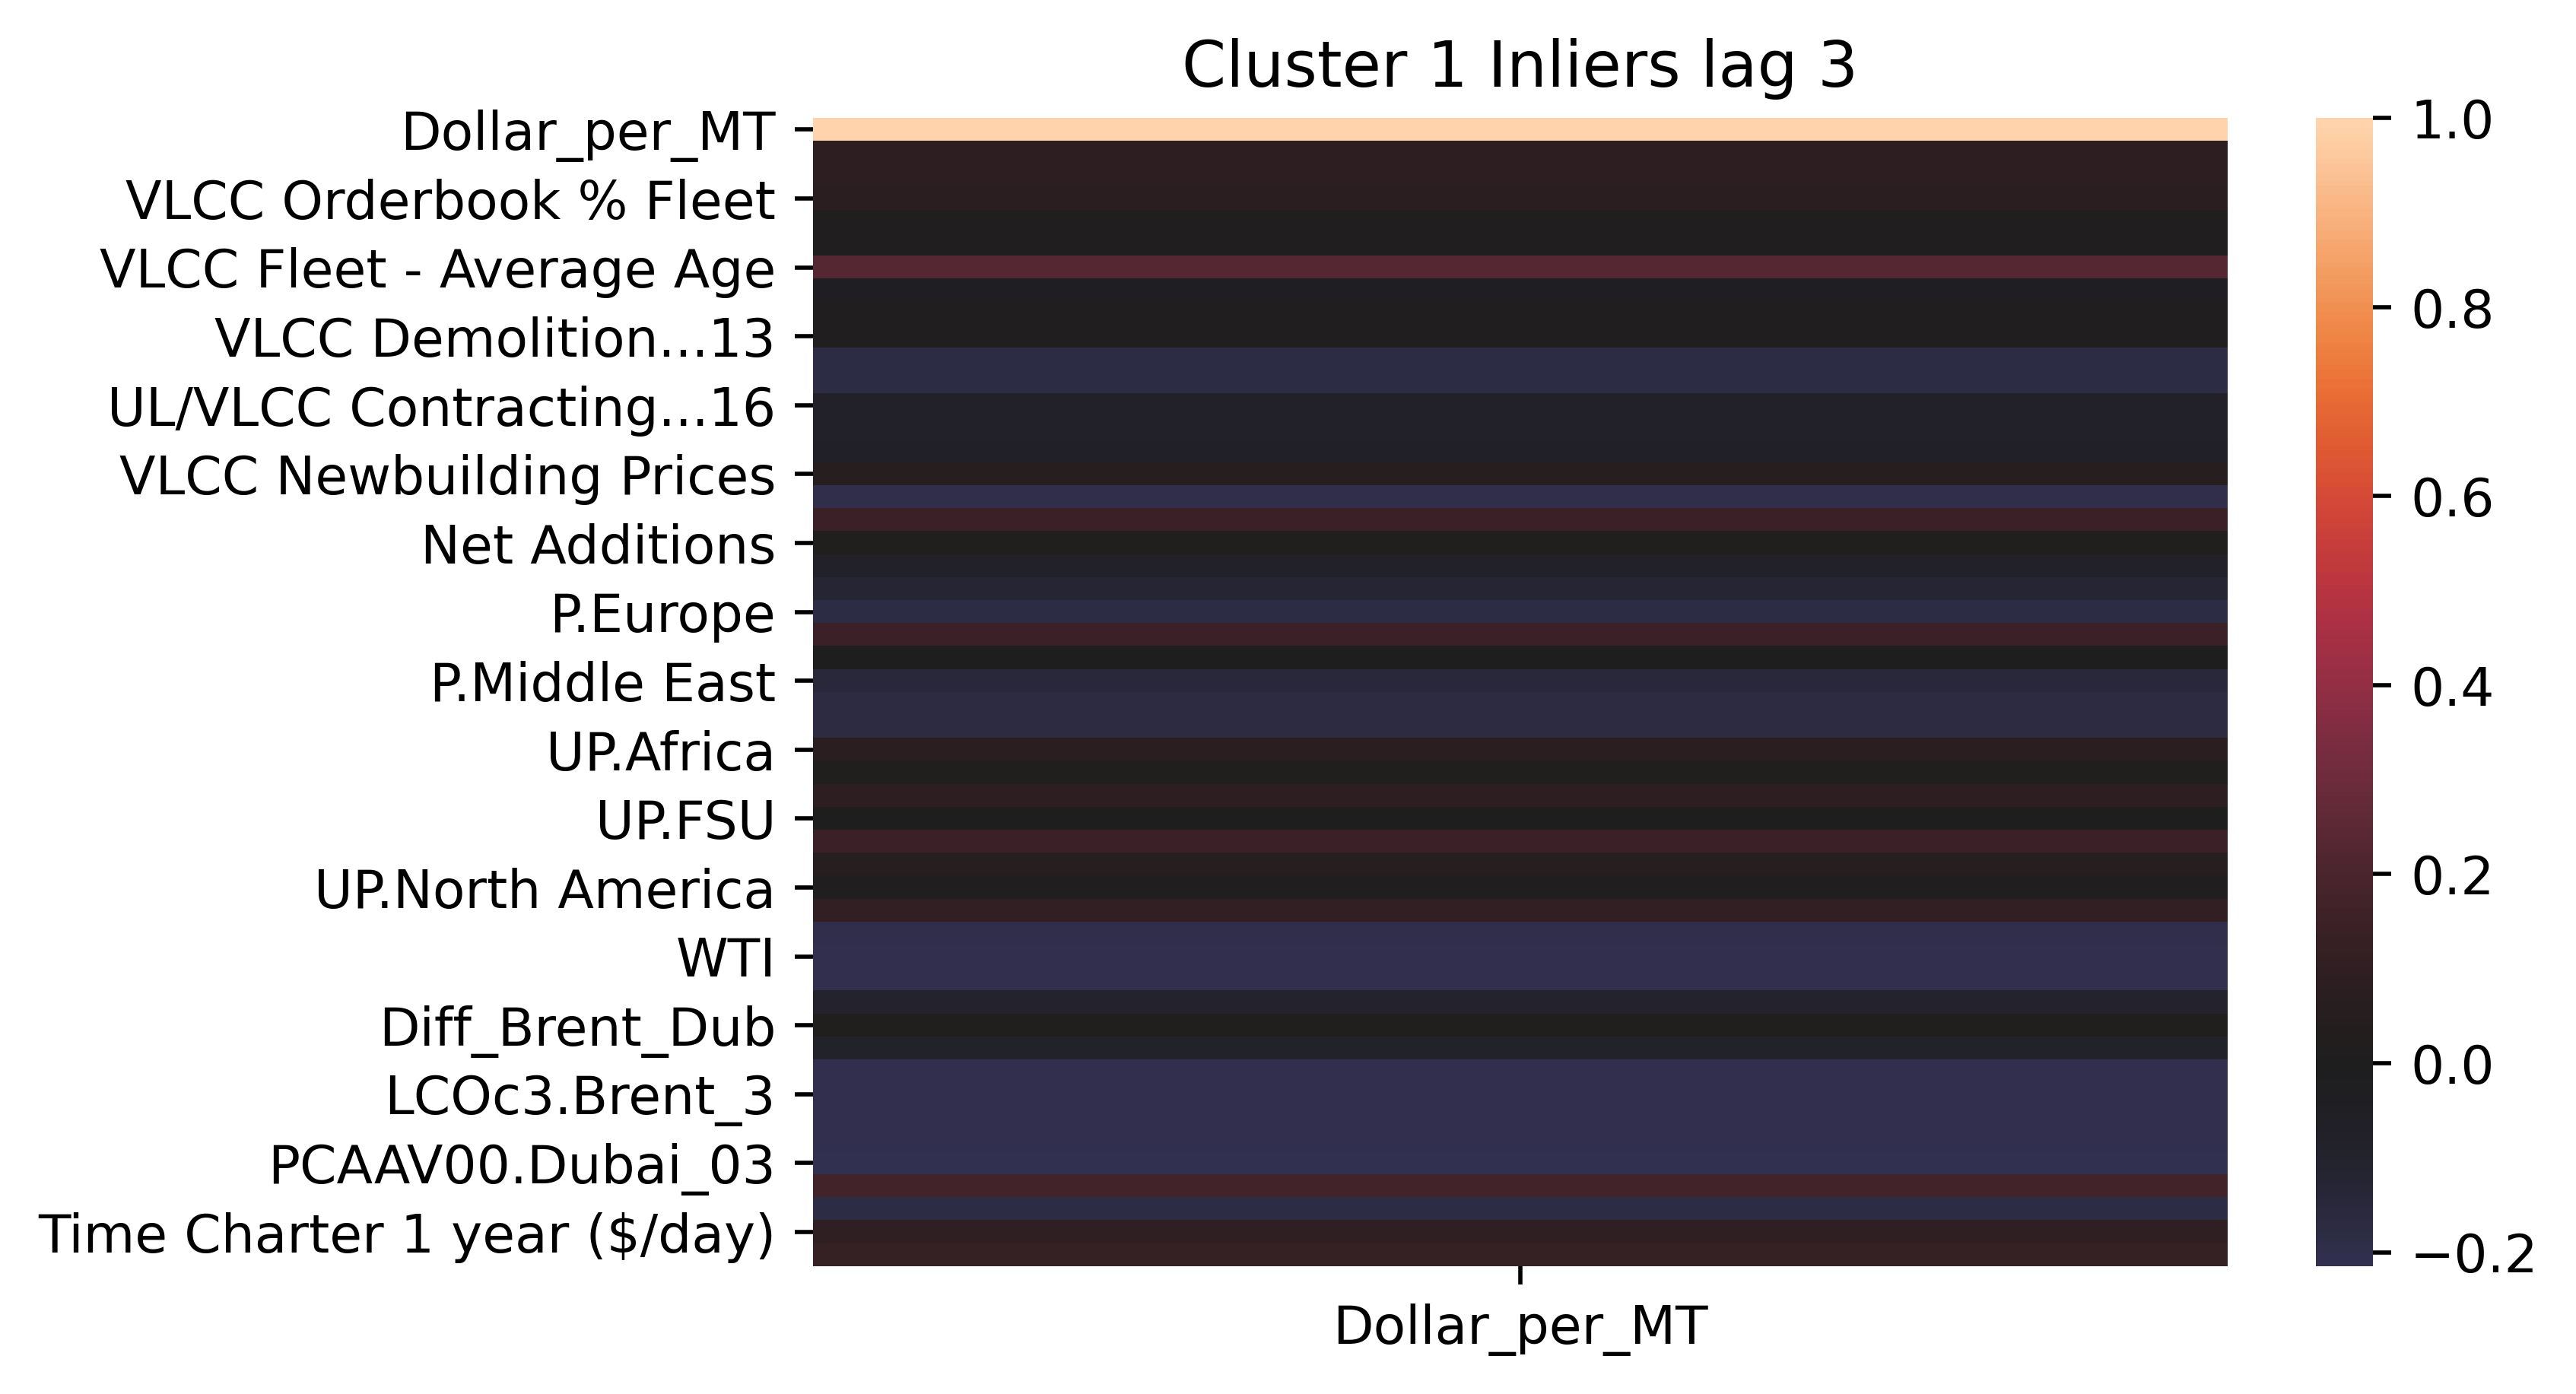 Cluster 1 Inliers lag 3
Dollar_per_MT
VLCC Orderbook % Fleet
VLCC Fleet - Average Age
VLCC Demolition...13
UL/VLCC Contracting...16
VLCC Newbuilding Prices
Net Additions
P.Europe
P.Middle East
UP.Africa
UP.FSU
UP.North America
WTI
Diff_Brent_Dub
LCOc3.Brent_3
PCAAV00.Dubai_03
Time Charter 1 year ($/day)
Dollar_per_MT
1.0
0.8
0.6
0.4
0.2
0.0
−0.2